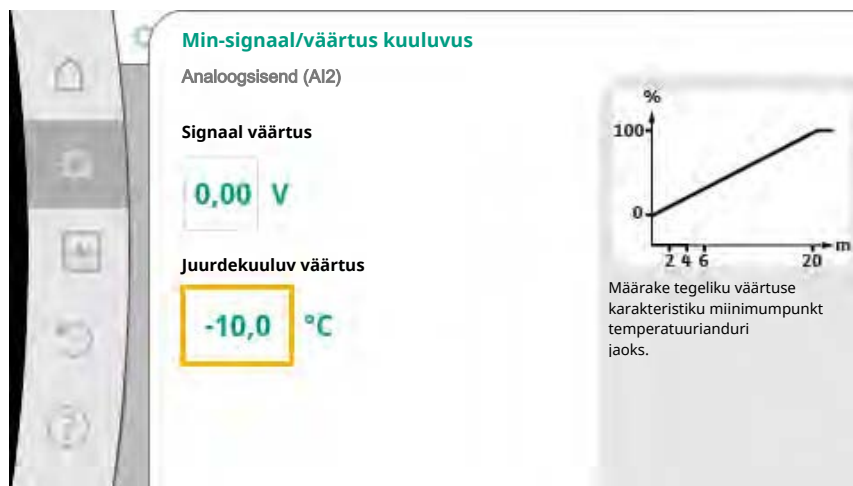 Min-signaal/väärtus kuuluvus
Analoogsisend (AI2)
Signaal väärtus
0,00 V
Juurdekuuluv väärtus
-10,0 °C
%
100
0
2 4 6 20
m
Määrake tegeliku väärtuse
karakteristiku miinimumpunkt
temperatuurianduri
jaoks.